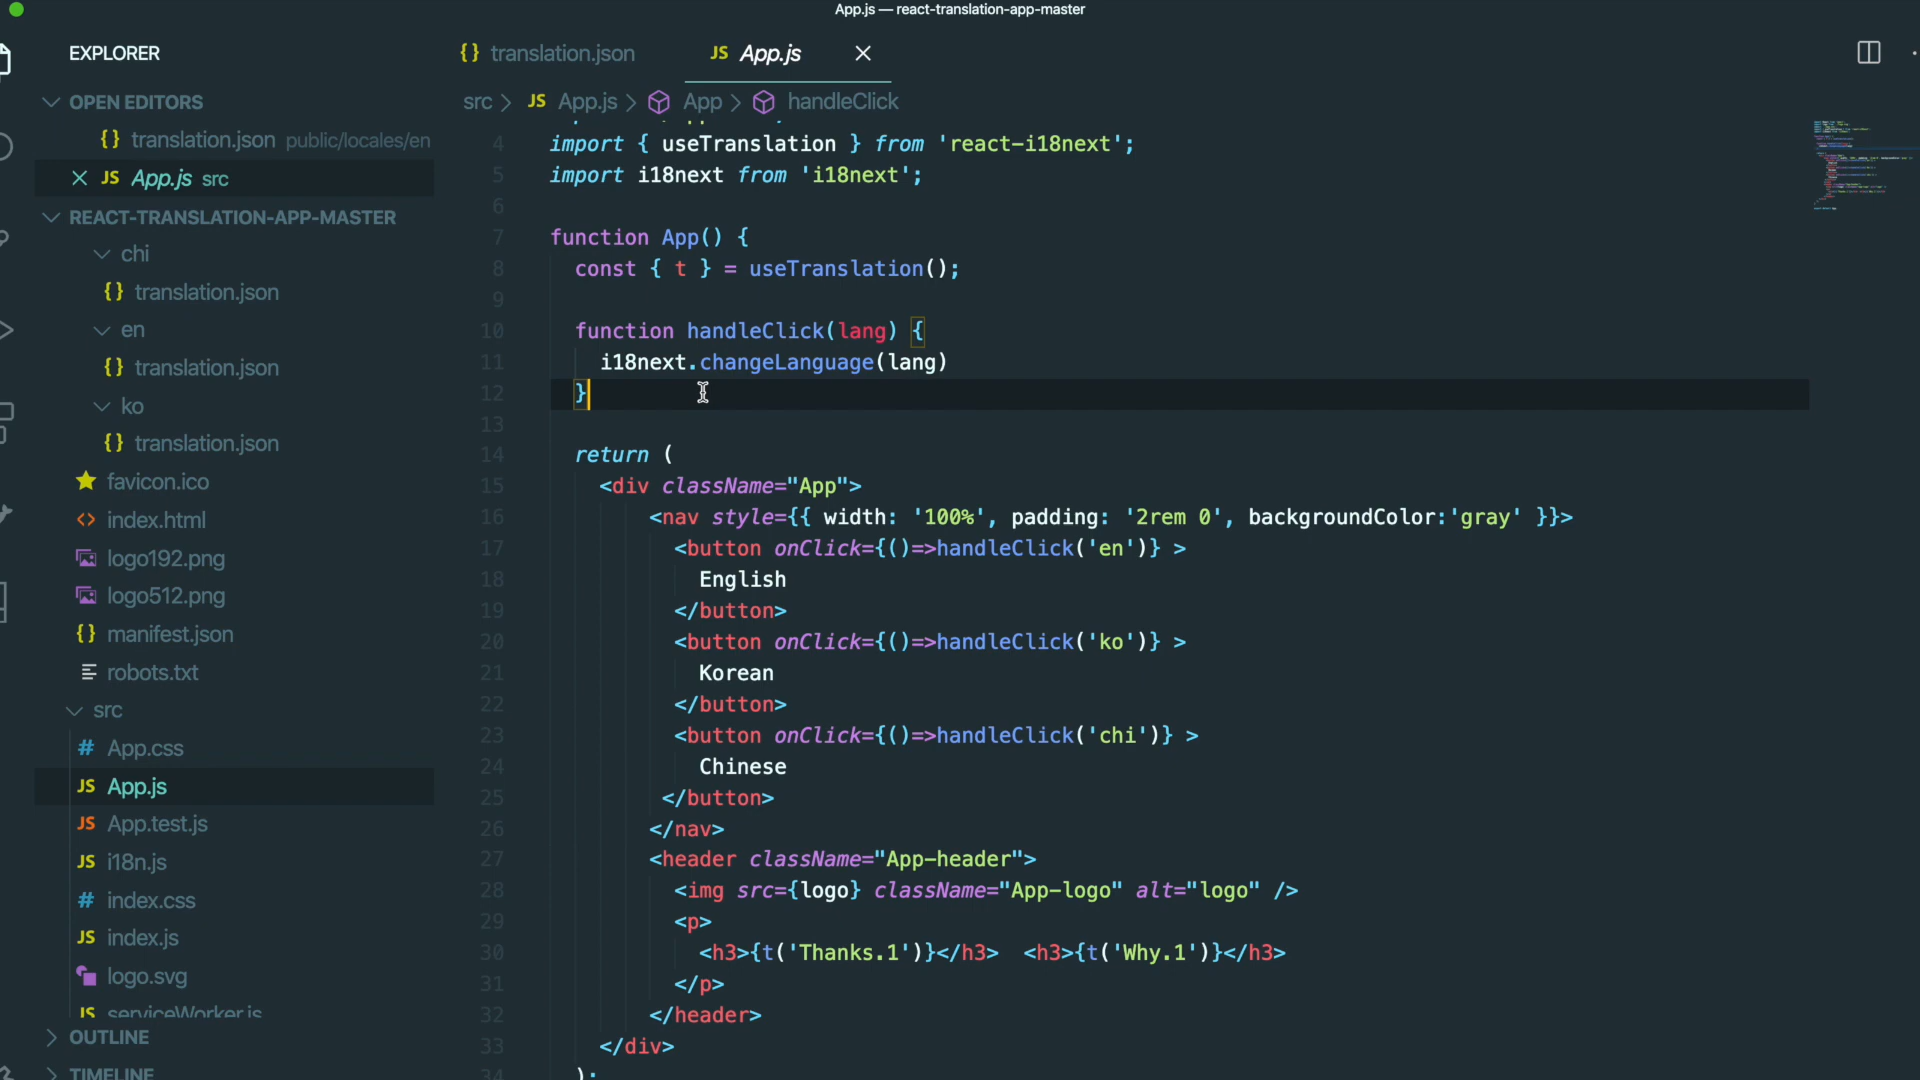 App.js — react-translation-app-master
EXPLORER
OPEN EDITORS
{} translation.json public/locales/en
JS App.js src
REACT-TRANSLATION-APP-MASTER
chi
{} translation.json
en
{} translation.json
ko
{} translation.json
favicon.ico
<> index.html
logo192.png
logo512.png
{} manifest.json
robots.txt
src
# App.css
JS App.js
JS App.test.js
JS i18n.js
# index.css
JS index.js
logo.svg
JS serviceWorker.js
OUTLINE
TIMELINE
{} translation.json
JS App.js
src > JS App.js > App > handleClick
4 import { useTranslation } from 'react-i18next';
5 import i18next from 'i18next';
6
7 function App() {
8 const { t } = useTranslation();
9
10 function handleClick(lang) {
11 i18next.changeLanguage(lang)
12 }
13
14 return (
15 <div className="App">
16 <nav style={{ width: '100%', padding: '2rem 0', backgroundColor:'gray' }}>
17 <button onClick={()=>handleClick('en')} >
18 English
19 </button>
20 <button onClick={()=>handleClick('ko')} >
21 Korean
22 </button>
23 <button onClick={()=>handleClick('chi')} >
24 Chinese
25 </button>
26 </nav>
27 <header className="App-header">
28 <img src={logo} className="App-logo" alt="logo" />
29 <p>
30 <h3>{t('Thanks.1')}</h3> <h3>{t('Why.1')}</h3>
31 </p>
32 </header>
33 </div>
34 );